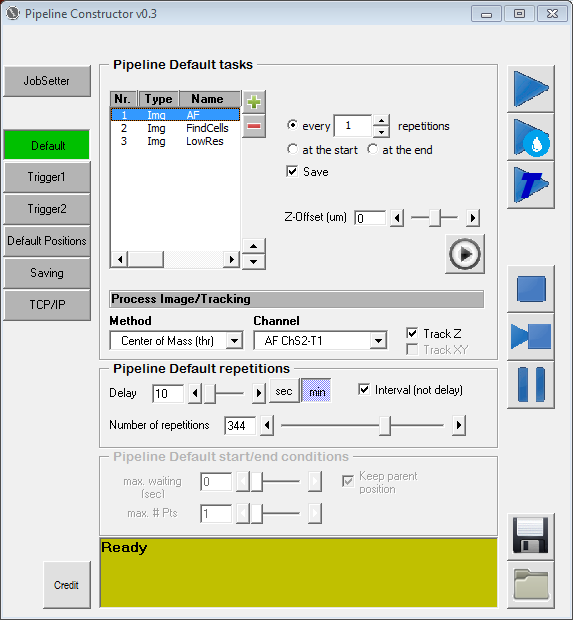 Pipeline Constructor v0.3
JobSetter
Default
Trigger1
Trigger2
Default Positions
Saving
TCP/IP
Credit
Pipeline Default tasks
Nr. Type Name
1 Img AF
2 Img FindCells
3 Img LowRes
every 1 repetitions
at the start at the end
Save
Z-Offset (um) 0
Process Image/Tracking
Method Channel
Center of Mass (thr) AF ChS2-T1
Track Z
Track XY
Pipeline Default repetitions
Delay 10 sec min Interval (not delay)
Number of repetitions 344
Pipeline Default start/end conditions
max. waiting
(sec) 0
Keep parent
position
max. # Pts 1
Ready
T